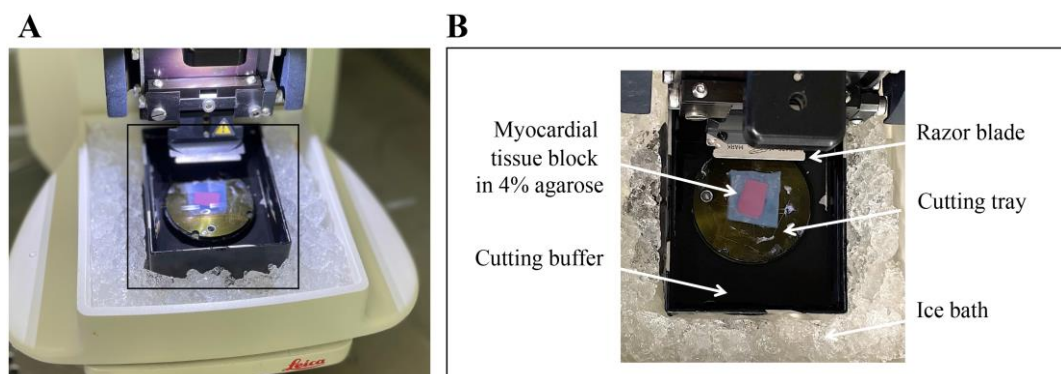 A
B
Leica
Myocardial
tissue block
in 4% agarose
Cutting buffer
Razor blade
Cutting tray
Ice bath